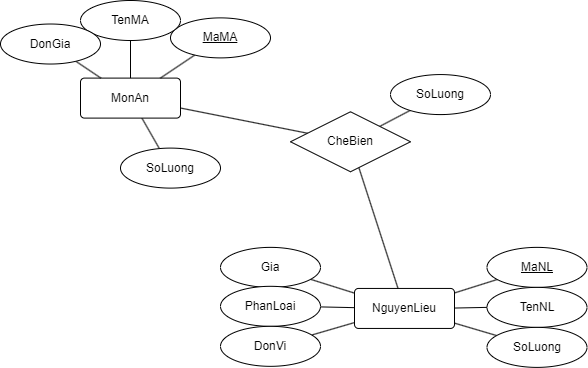 TenMA
MaMA
DonGia
MonAn
SoLuong
CheBien
SoLuong
Gia
MaNL
PhanLoai
NguyenLieu
TenNL
DonVi
SoLuong